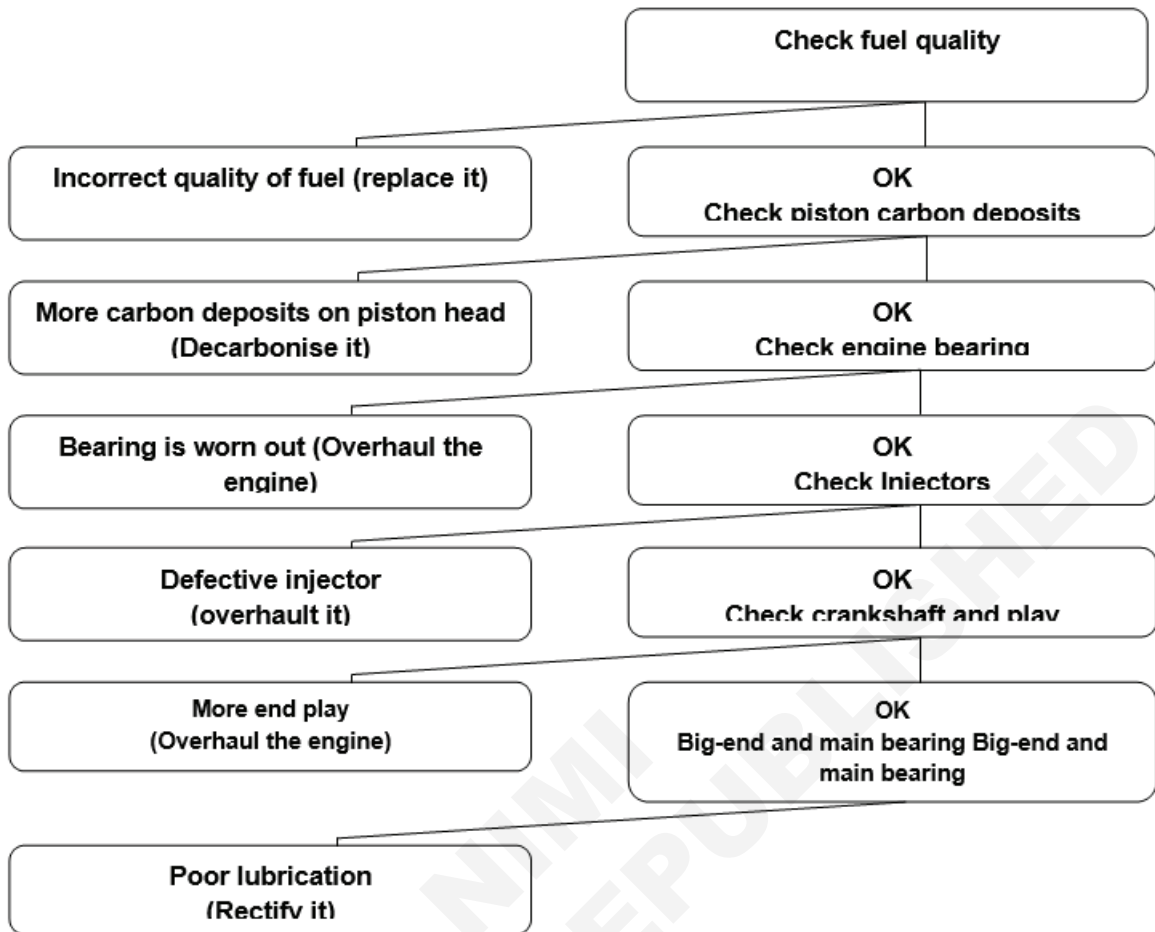 Check fuel quality
Incorrect quality of fuel (replace it)
OK
Check piston carbon deposits
More carbon deposits on piston head
(Decarbonise it)
OK
Check engine bearing
Bearing is worn out (Overhaul the
engine)
OK
Check Injectors
Defective injector
(overhault it)
OK
Check crankshaft and play
More end play
(Overhaul the engine)
OK
Big-end and main bearing Big-end and
main bearing
Poor lubrication
(Rectify it)
NIMI
EPUBLISHED